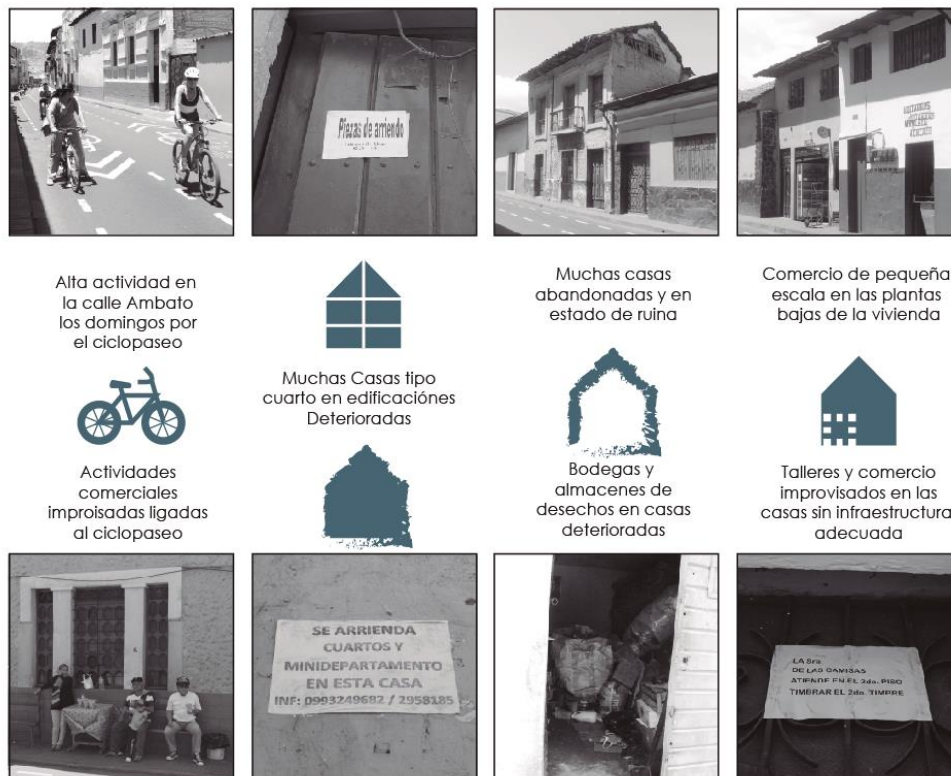 Piezas de arriendo
Alta actividad en
la calle Ambato
los domingos por
el ciclopaseo
Actividades
comerciales
improisadas ligadas
al ciclopaseo
Muchas Casas tipo
cuarto en edificaciónes
Deterioradas
Muchas casas
abandonadas y en
estado de ruina
Bodegas y
almacenes de
desechos en casas
deterioradas
Comercio de pequeña
escala en las plantas
bajas de la vivienda
Talleres y comercio
improvisados en las
casas sin infraestructura
adecuada
SE ARRIENDA
CUARTOS Y
MINIDEPARTAMENTO
EN ESTA CASA
INF: 0993249682 / 2958185
LA Sra
DE LAS CAMISAS
ATIENDE EN EL 2do. PISO
TIMBRAR EL 2do. TIMBRE